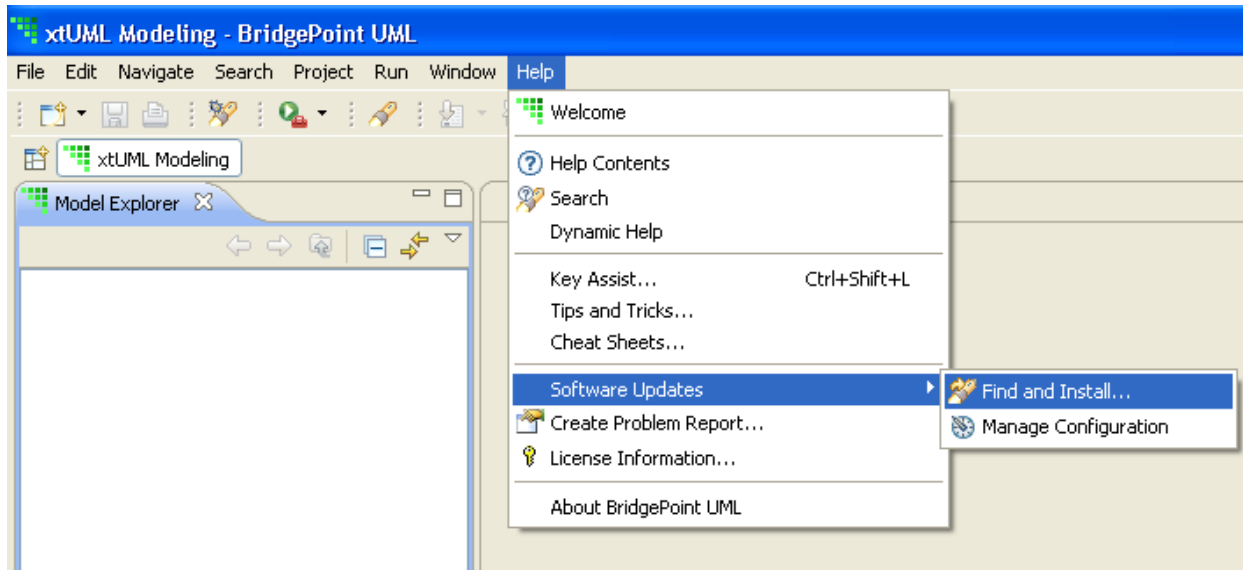 xtUML Modeling - BridgePoint UML
File Edit Navigate Search Project Run Window Help
Welcome
xtUML Modeling
Help Contents
Model Explorer
Search
Dynamic Help
Key Assist... Ctrl+Shift+L
Tips and Tricks...
Cheat Sheets...
Software Updates
Find and Install...
Create Problem Report...
Manage Configuration
License Information...
About BridgePoint UML